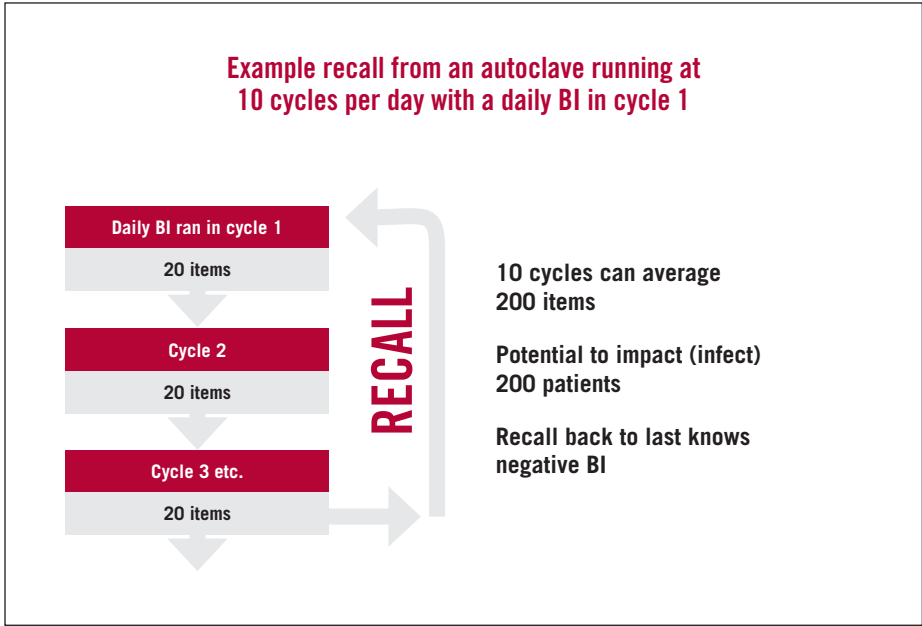 Example recall from an autoclave running at
10 cycles per day with a daily BI in cycle 1
Daily BI ran in cycle 1
20 items
Cycle 2
20 items
Cycle 3 etc.
20 items
RECALL
10 cycles can average
200 items
Potential to impact (infect)
200 patients
Recall back to last knows
negative BI